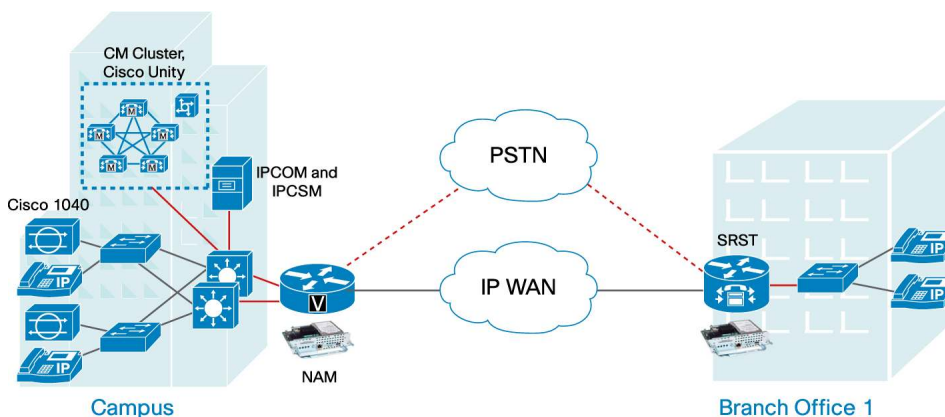 CM Cluster,
Cisco Unity
M
M
M
M
M
IPCOM and
IPCSM
Cisco 1040
IP
IP
V
NAM
PSTN
IP WAN
SRST
IP
IP
Campus
Branch Office 1